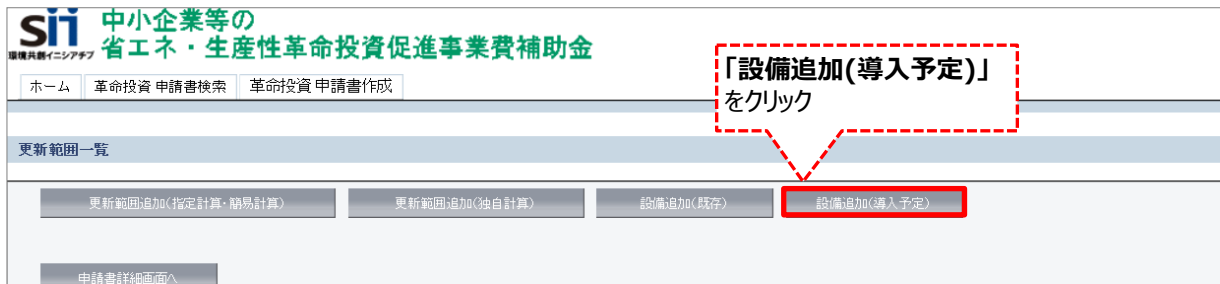 Sii 中小企業等の
環境共創イニシアチブ 省エネ・生産性革命投資促進事業費補助金
「設備追加(導入予定)」
をクリック
ホーム 革命投資 申請書検索 革命投資 申請書作成
更新範囲一覧
更新範囲追加(指定計算・簡易計算) 更新範囲追加(独自計算) 設備追加(既存) 設備追加(導入予定)
申請書詳細画面へ